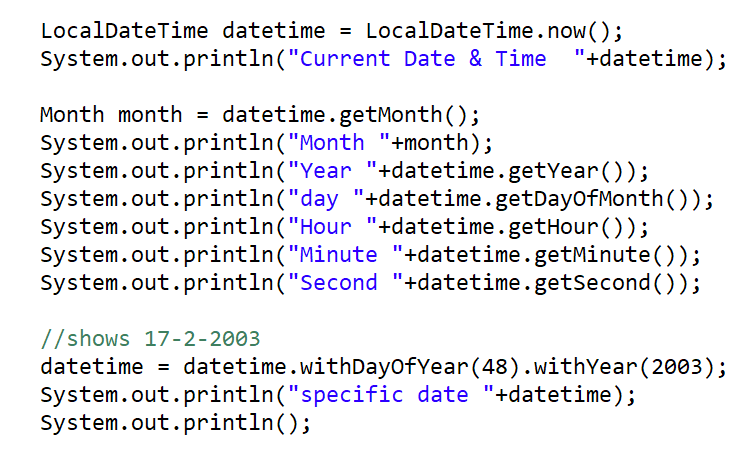 LocalDateTime datetime = LocalDateTime.now();
System.out.println("Current Date & Time  "+datetime);
Month month = datetime.getMonth();
System.out.println("Month "+month);
System.out.println("Year "+datetime.getYear());
System.out.println("day "+datetime.getDayOfMonth());
System.out.println("Hour "+datetime.getHour());
System.out.println("Minute "+datetime.getMinute());
System.out.println("Second "+datetime.getSecond());
//shows 17-2-2003
datetime = datetime.withDayOfYear(48).withYear(2003);
System.out.println("specific date "+datetime);
System.out.println();